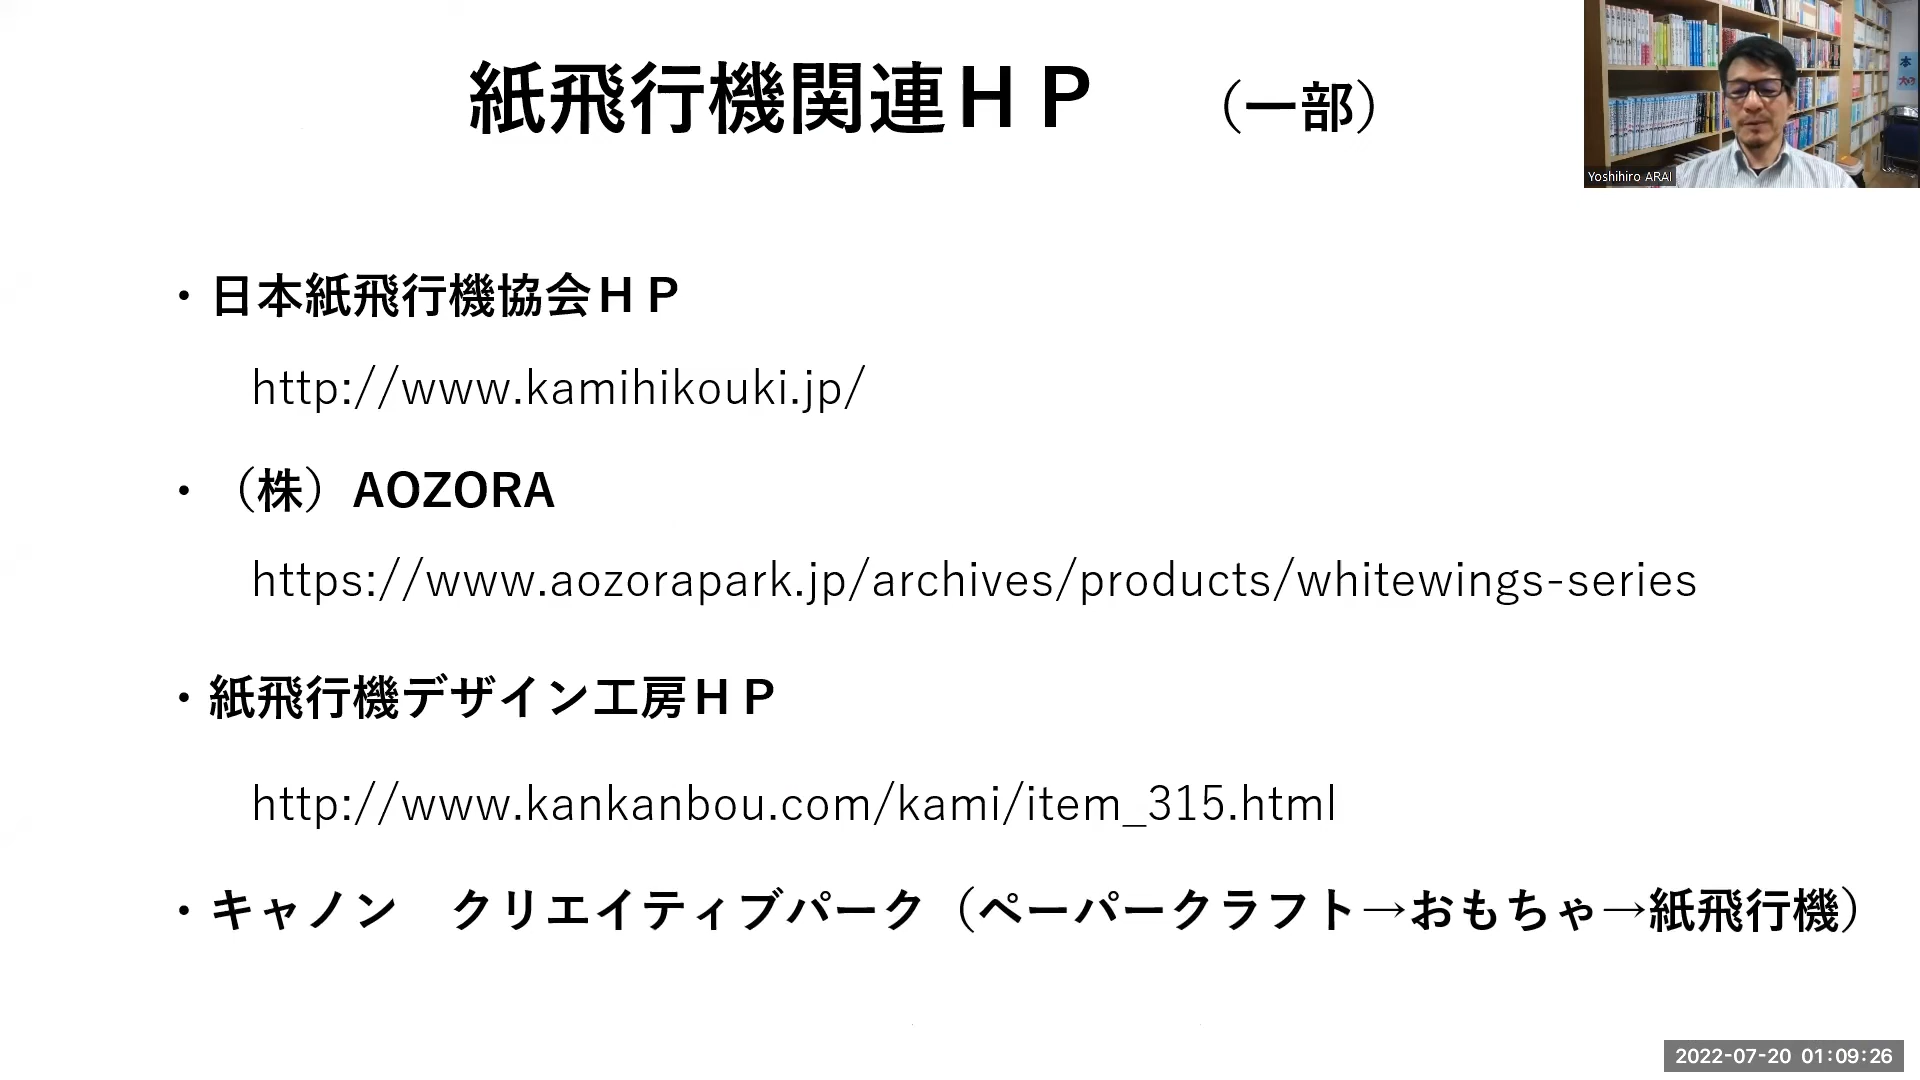 紙飛行機関連ＨＰ　（一部）
Yoshihiro ARAI
・日本紙飛行機協会ＨＰ
http://www.kamihikouki.jp/
・（株）AOZORA
https://www.aozorapark.jp/archives/products/whitewings-series
・紙飛行機デザイン工房ＨＰ
http://www.kankanbou.com/kami/item_315.html
・キャノン　クリエイティブパーク（ペーパークラフト→おもちゃ→紙飛行機）
2022-07-20 01:09:26